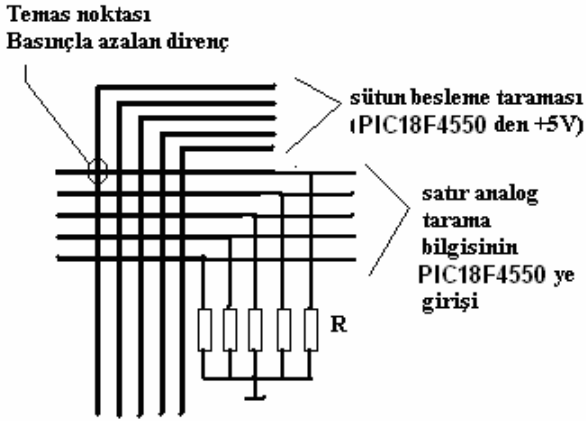 Temas noktası
Basınçla azalan direnç
sütun besleme taraması
(PIC18F4550 den +5V)
satır analog
tarama
bilgisinin
PIC18F4550 ye
girişi
R